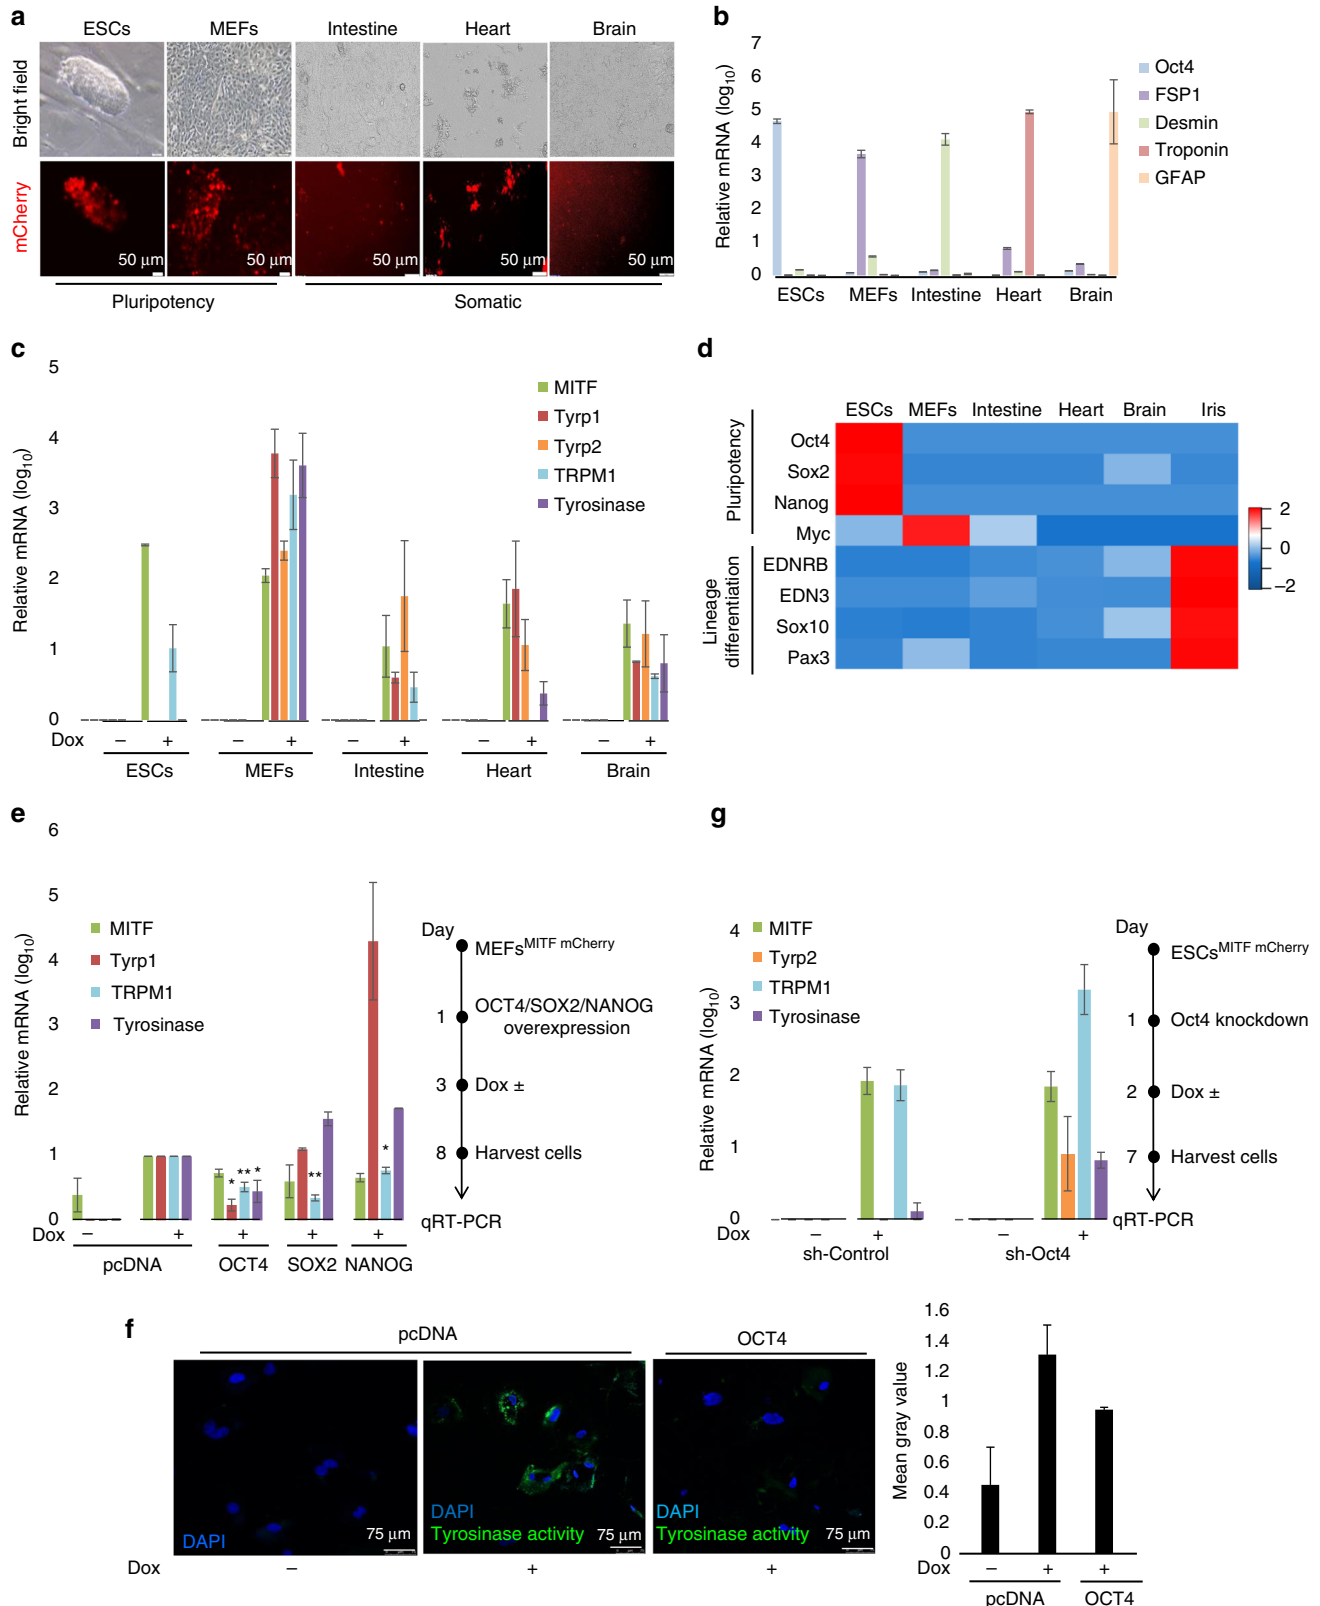 a
ESCs MEFs Intestine Heart Brain
Bright field
mCherry
50 μm 50 μm 50 μm 50 μm 50 μm
Pluripotency Somatic
b
Relative mRNA (log10)
7
6
5
4
3
2
1
0
Oct4
FSP1
Desmin
Troponin
GFAP
ESCs MEFs Intestine Heart Brain
c
Relative mRNA (log10)
5
4
3
2
1
0
MITF
Tyrp1
Tyrp2
TRPM1
Tyrosinase
Dox − + − + − + − + − +
ESCs MEFs Intestine Heart Brain
d
ESCs MEFs Intestine Heart Brain Iris
Pluripotency
Oct4
Sox2
Nanog
Myc
Lineage
differentiation
EDNRB
EDN3
Sox10
Pax3
2
0
−2
e
Relative mRNA (log10)
6
5
4
3
2
1
0
MITF
Tyrp1
TRPM1
Tyrosinase
* ** * ** *
Dox − + + + +
pcDNA OCT4 SOX2 NANOG
Day
MEFsMITF mCherry
1 OCT4/SOX2/NANOG
overexpression
3 Dox ±
8 Harvest cells
qRT-PCR
g
Relative mRNA (log10)
4
3
2
1
0
MITF
Tyrp2
TRPM1
Tyrosinase
Dox − + − +
sh-Control sh-Oct4
Day
ESCsMITF mCherry
1 Oct4 knockdown
2 Dox ±
7 Harvest cells
qRT-PCR
f
pcDNA OCT4
DAPI
75 μm
DAPI
Tyrosinase activity 75 μm
DAPI
Tyrosinase activity 75 μm
Dox − + +
Mean gray value
1.6
1.4
1.2
1
0.8
0.6
0.4
0.2
0
Dox − + +
pcDNA OCT4